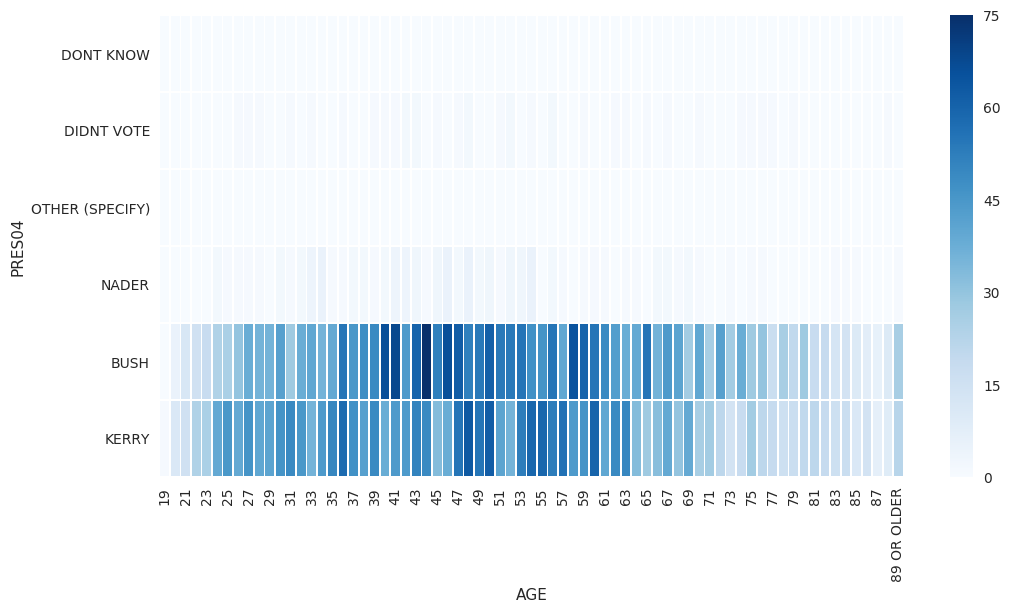 75
DONT KNOW
60
DIDNT VOTE
45
OTHER (SPECIFY)
PRES04
NADER
30
BUSH
15
KERRY
0
19 21 23 25 27 29 31 33 35 37 39 41 43 45 47 49 51 53 55 57 59 61 63 65 67 69 71 73 75 77 79 81 83 85 87 89 OR OLDER
AGE